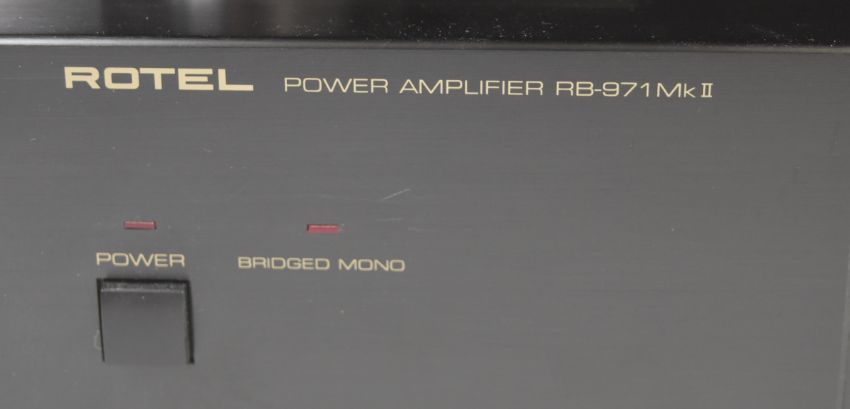 ROTEL POWER AMPLIFIER RB-971 Mk II
POWER BRIDGED MONO